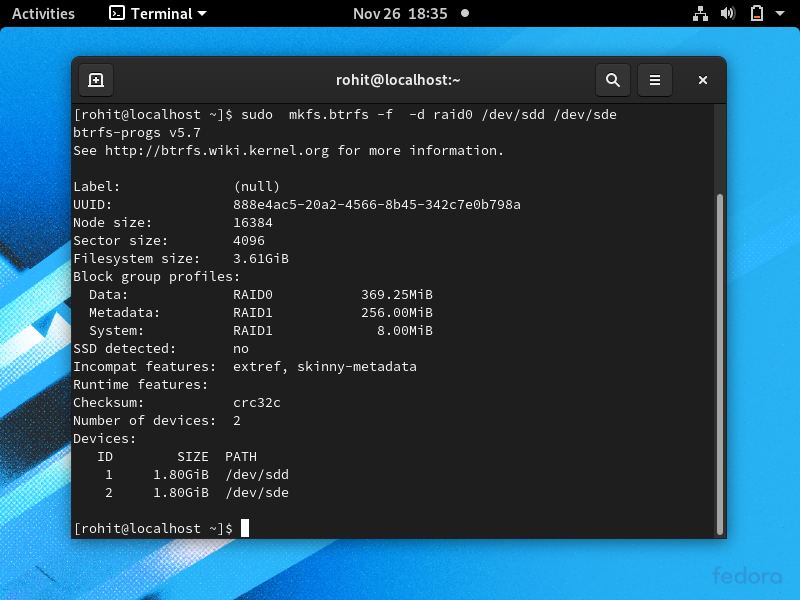 Activities Terminal Nov 26 18:35
rohit@localhost:~
[rohit@localhost ~]$ sudo  mkfs.btrfs -f  -d raid0 /dev/sdd /dev/sde
btrfs-progs v5.7
See http://btrfs.wiki.kernel.org for more information.
Label:              (null)
UUID:               888e4ac5-20a2-4566-8b45-342c7e0b798a
Node size:          16384
Sector size:        4096
Filesystem size:    3.61GiB
Block group profiles:
  Data:             RAID0           369.25MiB
  Metadata:         RAID1           256.00MiB
  System:           RAID1             8.00MiB
SSD detected:       no
Incompat features:  extref, skinny-metadata
Runtime features:
Checksum:           crc32c
Number of devices:  2
Devices:
   ID        SIZE  PATH
    1     1.80GiB  /dev/sdd
    2     1.80GiB  /dev/sde
[rohit@localhost ~]$
fedora